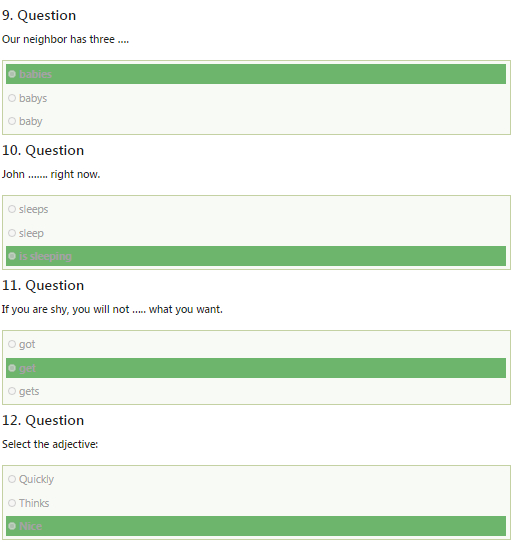 9. Question
Our neighbor has three ....
babies
babys
baby
10. Question
John ....... right now.
sleeps
sleep
is sleeping
11. Question
If you are shy, you will not ..... what you want.
got
get
gets
12. Question
Select the adjective:
Quickly
Thinks
Nice